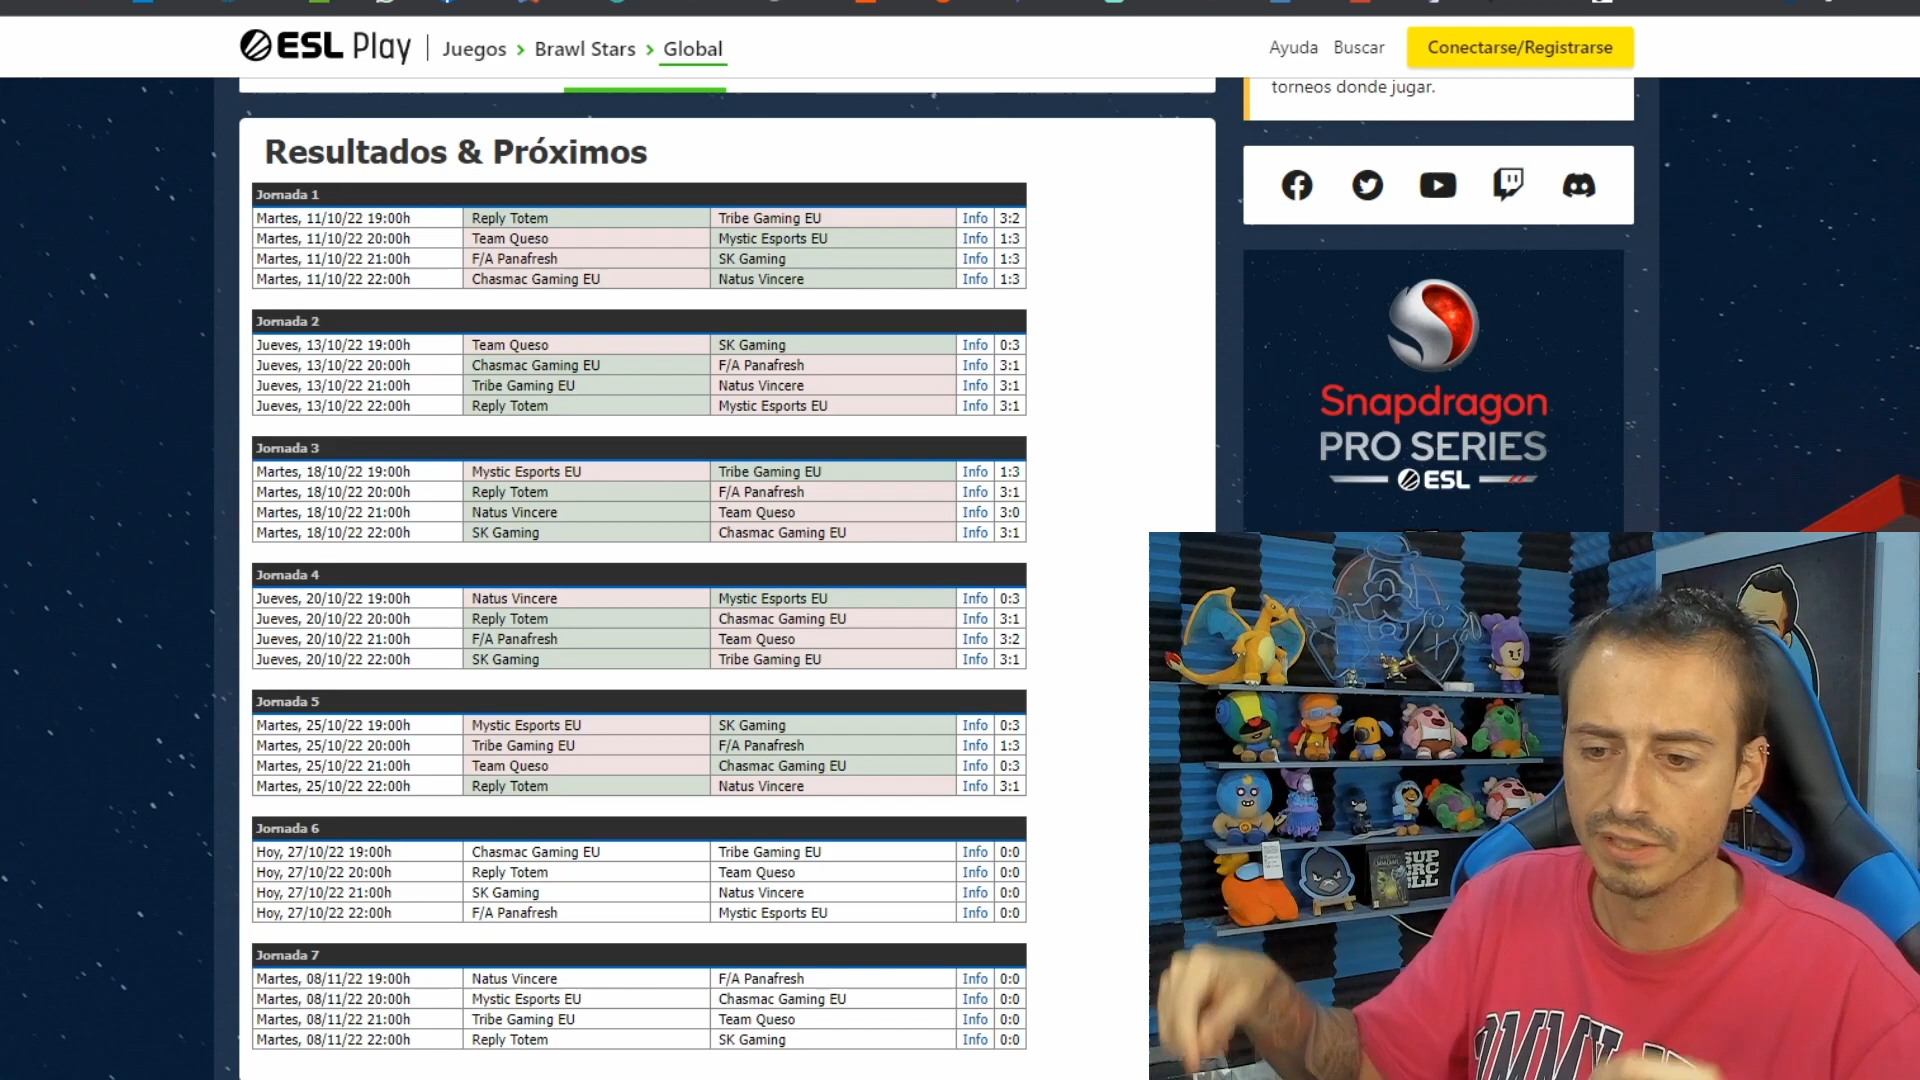 ESL Play | Juegos > Brawl Stars > Global
Ayuda Buscar Conectarse/Registrarse
torneos donde jugar.
Resultados & Próximos
Jornada 1
Martes, 11/10/22 19:00h Reply Totem Tribe Gaming EU Info 3:2
Martes, 11/10/22 20:00h Team Queso Mystic Esports EU Info 1:3
Martes, 11/10/22 21:00h F/A Panafresh SK Gaming Info 1:3
Martes, 11/10/22 22:00h Chasmac Gaming EU Natus Vincere Info 1:3
Jornada 2
Jueves, 13/10/22 19:00h Team Queso SK Gaming Info 0:3
Jueves, 13/10/22 20:00h Chasmac Gaming EU F/A Panafresh Info 3:1
Jueves, 13/10/22 21:00h Tribe Gaming EU Natus Vincere Info 3:1
Jueves, 13/10/22 22:00h Reply Totem Mystic Esports EU Info 3:1
Jornada 3
Martes, 18/10/22 19:00h Mystic Esports EU Tribe Gaming EU Info 1:3
Martes, 18/10/22 20:00h Reply Totem F/A Panafresh Info 3:1
Martes, 18/10/22 21:00h Natus Vincere Team Queso Info 3:0
Martes, 18/10/22 22:00h SK Gaming Chasmac Gaming EU Info 3:1
Jornada 4
Jueves, 20/10/22 19:00h Natus Vincere Mystic Esports EU Info 0:3
Jueves, 20/10/22 20:00h Reply Totem Chasmac Gaming EU Info 3:1
Jueves, 20/10/22 21:00h F/A Panafresh Team Queso Info 3:2
Jueves, 20/10/22 22:00h SK Gaming Tribe Gaming EU Info 3:1
Jornada 5
Martes, 25/10/22 19:00h Mystic Esports EU SK Gaming Info 0:3
Martes, 25/10/22 20:00h Tribe Gaming EU F/A Panafresh Info 1:3
Martes, 25/10/22 21:00h Team Queso Chasmac Gaming EU Info 0:3
Martes, 25/10/22 22:00h Reply Totem Natus Vincere Info 3:1
Jornada 6
Hoy, 27/10/22 19:00h Chasmac Gaming EU Tribe Gaming EU Info 0:0
Hoy, 27/10/22 20:00h Reply Totem Team Queso Info 0:0
Hoy, 27/10/22 21:00h SK Gaming Natus Vincere Info 0:0
Hoy, 27/10/22 22:00h F/A Panafresh Mystic Esports EU Info 0:0
Jornada 7
Martes, 08/11/22 19:00h Natus Vincere F/A Panafresh Info 0:0
Martes, 08/11/22 20:00h Mystic Esports EU Chasmac Gaming EU Info 0:0
Martes, 08/11/22 21:00h Tribe Gaming EU Team Queso Info 0:0
Martes, 08/11/22 22:00h Reply Totem SK Gaming Info 0:0
Snapdragon
PRO SERIES
ESL